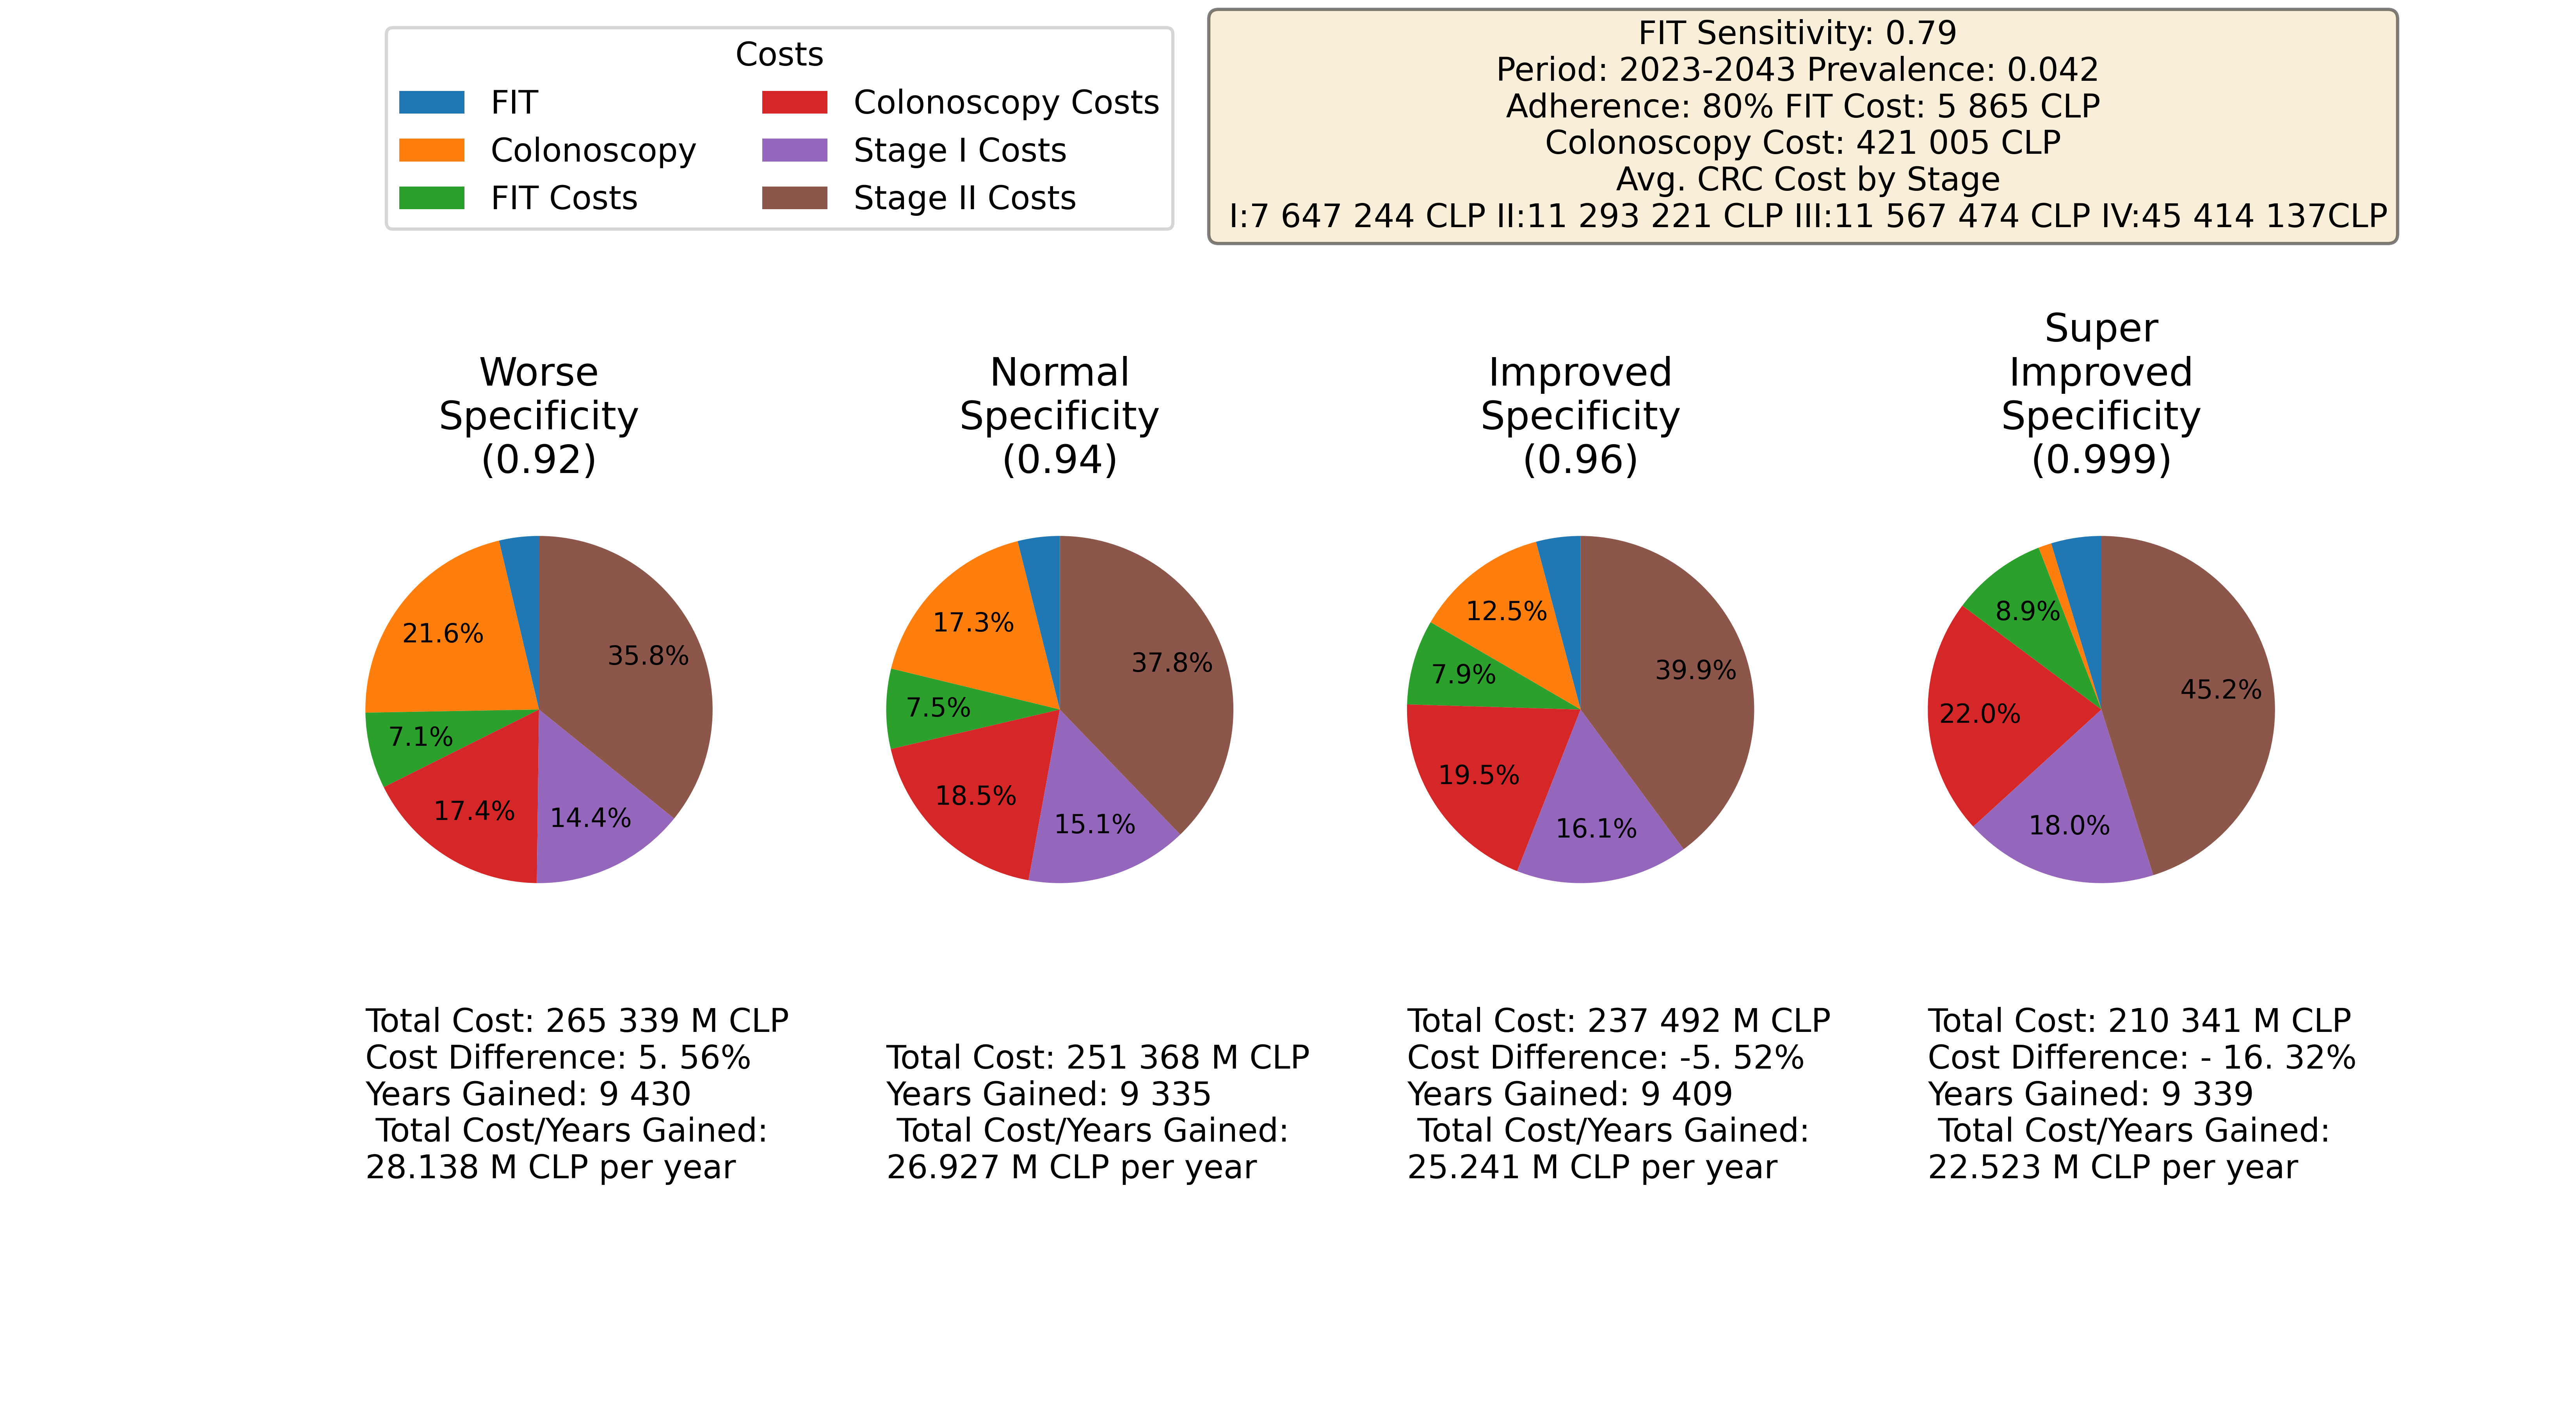 Costs
FIT
Colonoscopy
FIT Costs
Colonoscopy Costs
Stage I Costs
Stage II Costs
FIT Sensitivity: 0.79
Period: 2023-2043 Prevalence: 0.042
Adherence: 80% FIT Cost: 5 865 CLP
Colonoscopy Cost: 421 005 CLP
Avg. CRC Cost by Stage
I:7 647 244 CLP II:11 293 221 CLP III:11 567 474 CLP IV:45 414 137CLP
Worse
Specificity
(0.92)
21.6%
35.8%
7.1%
17.4%
14.4%
Total Cost: 265 339 M CLP
Cost Difference: 5. 56%
Years Gained: 9 430
Total Cost/Years Gained:
28.138 M CLP per year
Normal
Specificity
(0.94)
17.3%
37.8%
7.5%
18.5%
15.1%
Total Cost: 251 368 M CLP
Years Gained: 9 335
Total Cost/Years Gained:
26.927 M CLP per year
Improved
Specificity
(0.96)
12.5%
39.9%
7.9%
19.5%
16.1%
Total Cost: 237 492 M CLP
Cost Difference: -5. 52%
Years Gained: 9 409
Total Cost/Years Gained:
25.241 M CLP per year
Super
Improved
Specificity
(0.999)
8.9%
45.2%
22.0%
18.0%
Total Cost: 210 341 M CLP
Cost Difference: - 16. 32%
Years Gained: 9 339
Total Cost/Years Gained:
22.523 M CLP per year